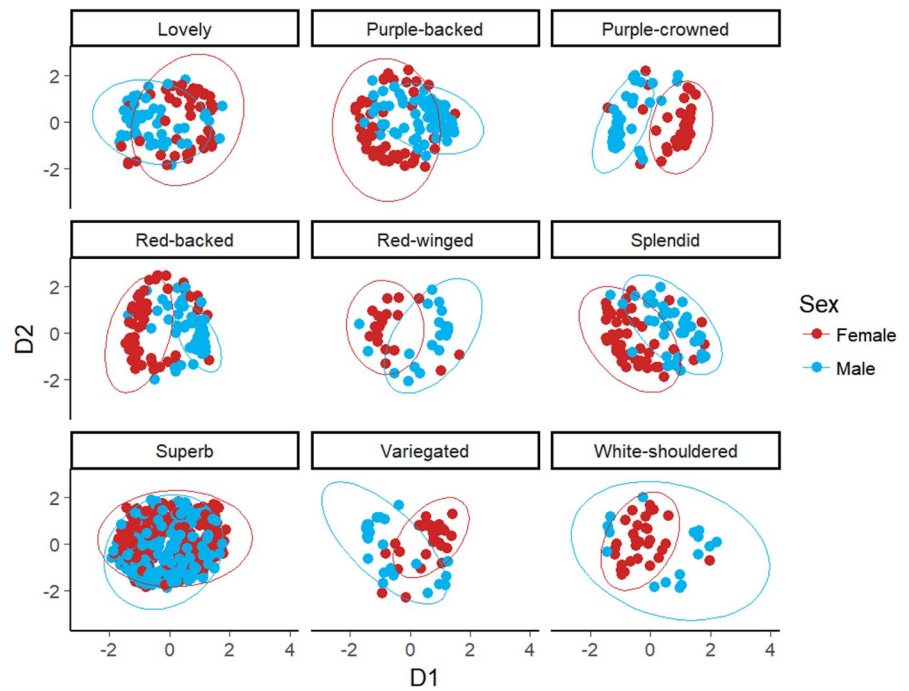 Lovely Purple-backed Purple-crowned
2
0
-2
Red-backed Red-winged Splendid
2
0
-2
D2
Sex
Female
Male
Superb Variegated White-shouldered
2
0
-2
-2 0 2 4 -2 0 2 4 -2 0 2 4
D1